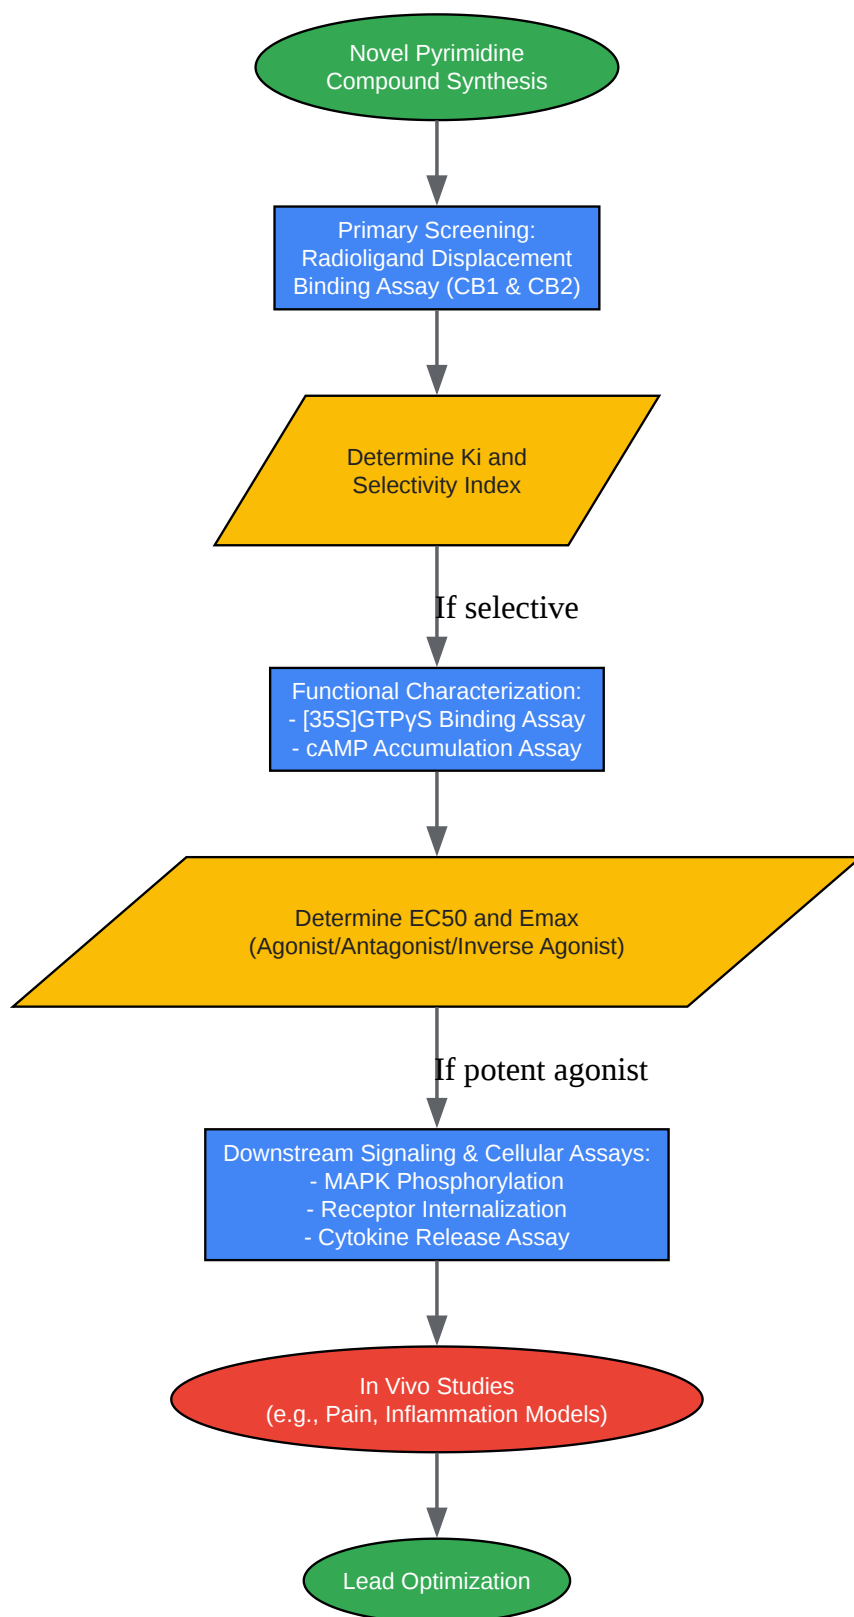 Novel Pyrimidine
Compound Synthesis
Primary Screening:
Radioligand Displacement
Binding Assay (CB1 & CB2)
Determine Ki and
Selectivity Index
If selective
Functional Characterization:
- [35S]GTPγS Binding Assay
- cAMP Accumulation Assay
Determine EC50 and Emax
(Agonist/Antagonist/Inverse Agonist)
If potent agonist
Downstream Signaling & Cellular Assays:
- MAPK Phosphorylation
- Receptor Internalization
- Cytokine Release Assay
In Vivo Studies
(e.g., Pain, Inflammation Models)
Lead Optimization